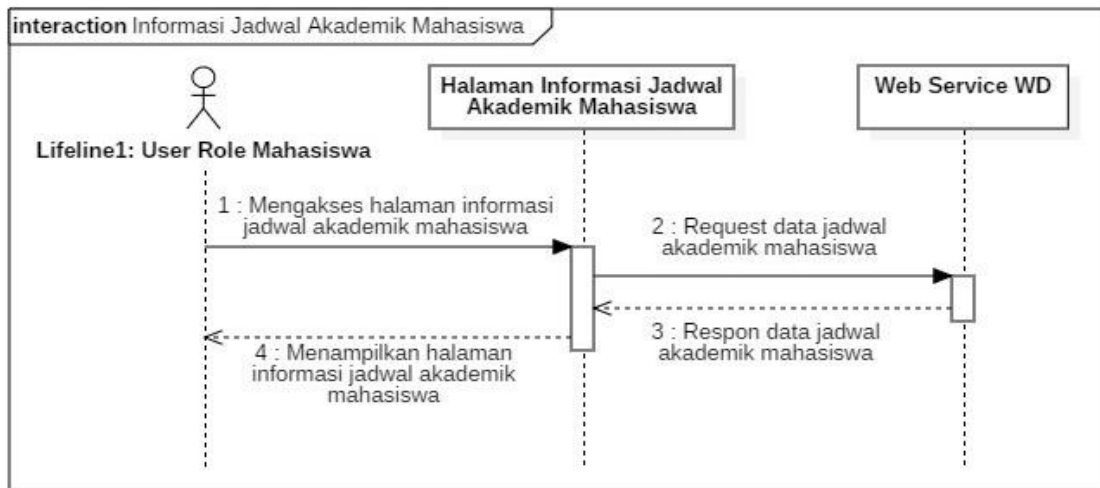 interaction Informasi Jadwal Akademik Mahasiswa
Halaman Informasi Jadwal
Akademik Mahasiswa
Web Service WD
Lifeline1: User Role Mahasiswa
1 : Mengakses halaman informasi
jadwal akademik mahasiswa
2 : Request data jadwal
akademik mahasiswa
3 : Respon data jadwal
akademik mahasiswa
4 : Menampilkan halaman
informasi jadwal akademik
mahasiswa